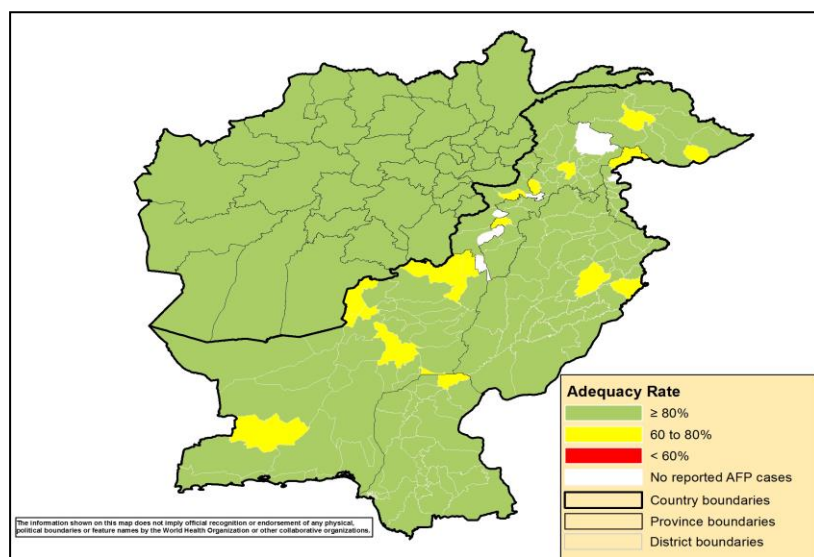 Adequacy Rate
≥ 80%
60 to 80%
< 60%
No reported AFP cases
Country boundaries
Province boundaries
District boundaries
The information shown on this map does not imply official recognition or endorsement of any physical,
political boundaries or feature names by the World Health Organization or other collaborative organizations.